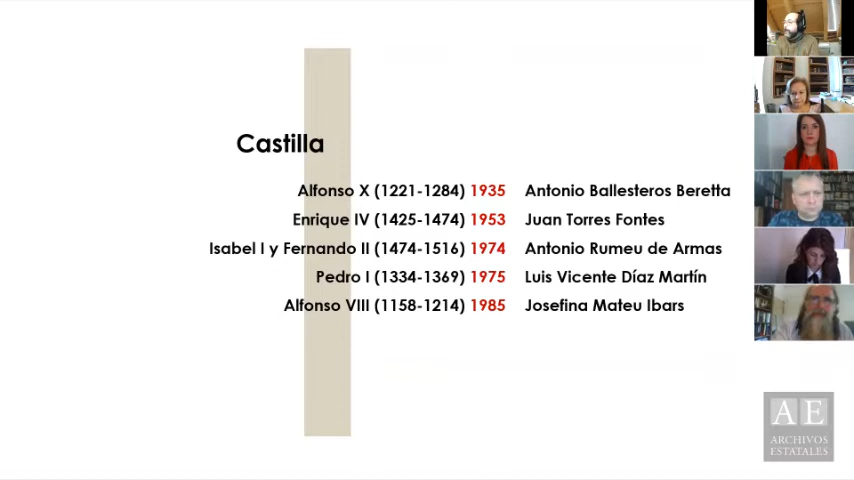 Castilla
Alfonso X (1221-1284) 1935 Antonio Ballesteros Beretta
Enrique IV (1425-1474) 1953 Juan Torres Fontes
Isabel I y Fernando II (1474-1516) 1974 Antonio Rumeu de Armas
Pedro I (1334-1369) 1975 Luis Vicente Díaz Martín
Alfonso VIII (1158-1214) 1985 Josefina Mateu Ibars
AE
ARCHIVOS
ESTATALES